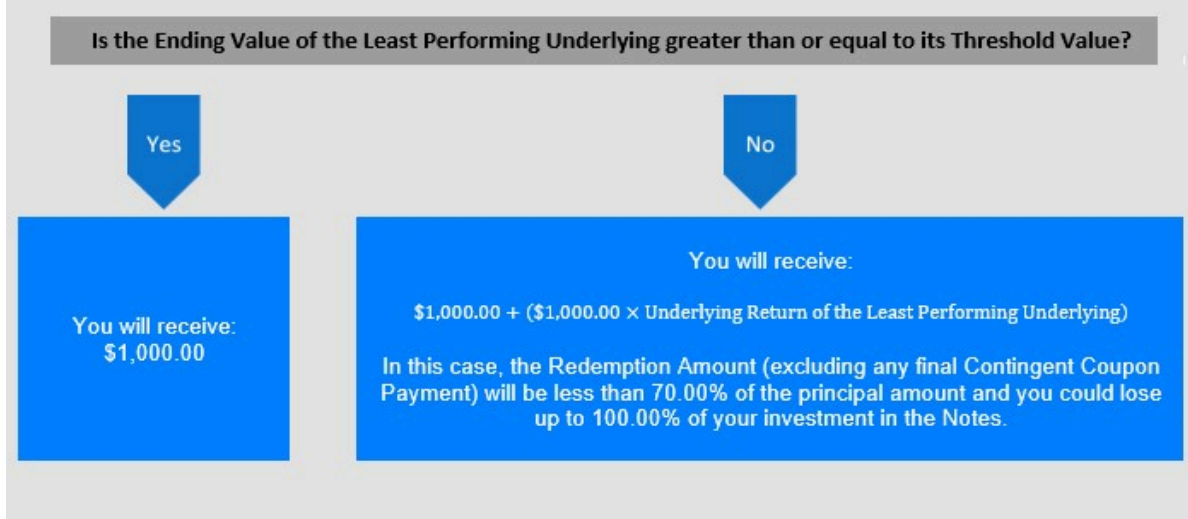 Is the Ending Value of the Least Performing Underlying greater than or equal to its Threshold Value?
Yes
No
You will receive:
$1,000.00
You will receive:
$1,000.00 + ($1,000.00 × Underlying Return of the Least Performing Underlying)
In this case, the Redemption Amount (excluding any final Contingent Coupon
Payment) will be less than 70.00% of the principal amount and you could lose
up to 100.00% of your investment in the Notes.